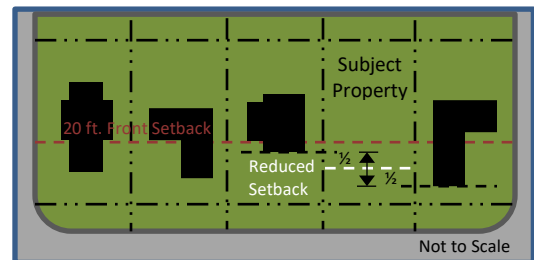 Subject
Property
20 ft. Front Setback
Reduced
Setback
½
½
Not to Scale